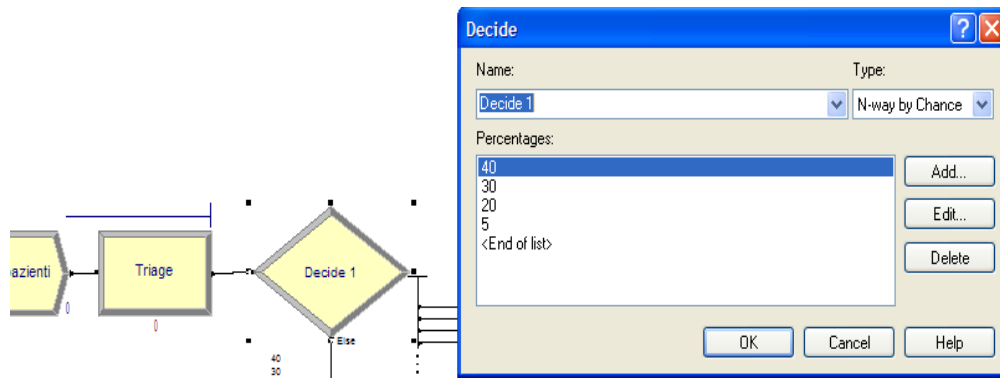 azienti
0
Triage
0
Decide 1
Else
40
30
Decide
Name:
Type:
Decide 1
N-way by Chance
Percentages:
40
30
20
5
<End of list>
Add...
Edit...
Delete
OK
Cancel
Help